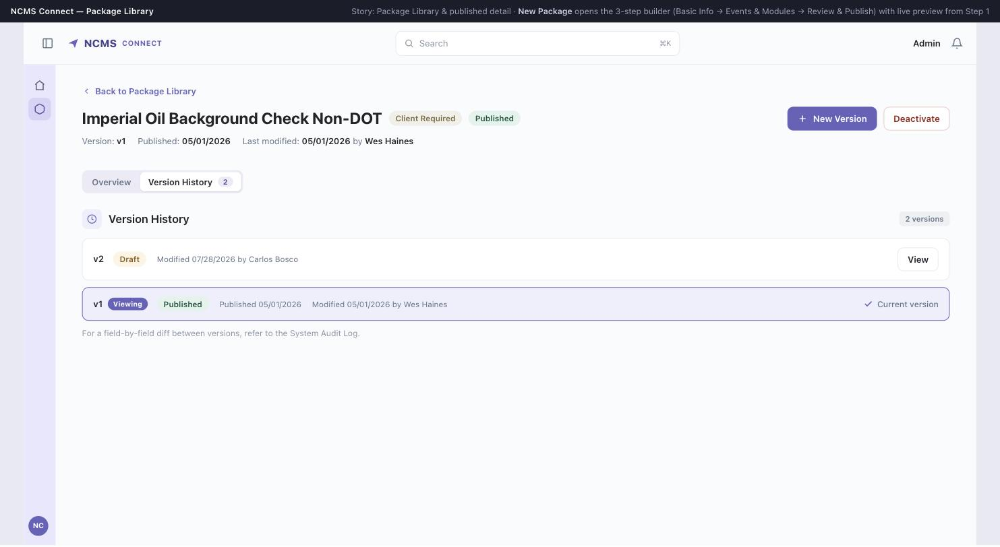 NCMS Connect — Package Library
Story: Package Library & published detail · New Package opens the 3-step builder (Basic Info → Events & Modules → Review & Publish) with live preview from Step 1
NCMS CONNECT
Search ⌘K
Admin
Back to Package Library
Imperial Oil Background Check Non-DOT Client Required Published
+ New Version Deactivate
Version: v1 Published: 05/01/2026 Last modified: 05/01/2026 by Wes Haines
Overview Version History 2
Version History 2 versions
v2 Draft Modified 07/28/2026 by Carlos Bosco View
v1 Viewing Published Published 05/01/2026 Modified 05/01/2026 by Wes Haines ✓ Current version
For a field-by-field diff between versions, refer to the System Audit Log.
NC